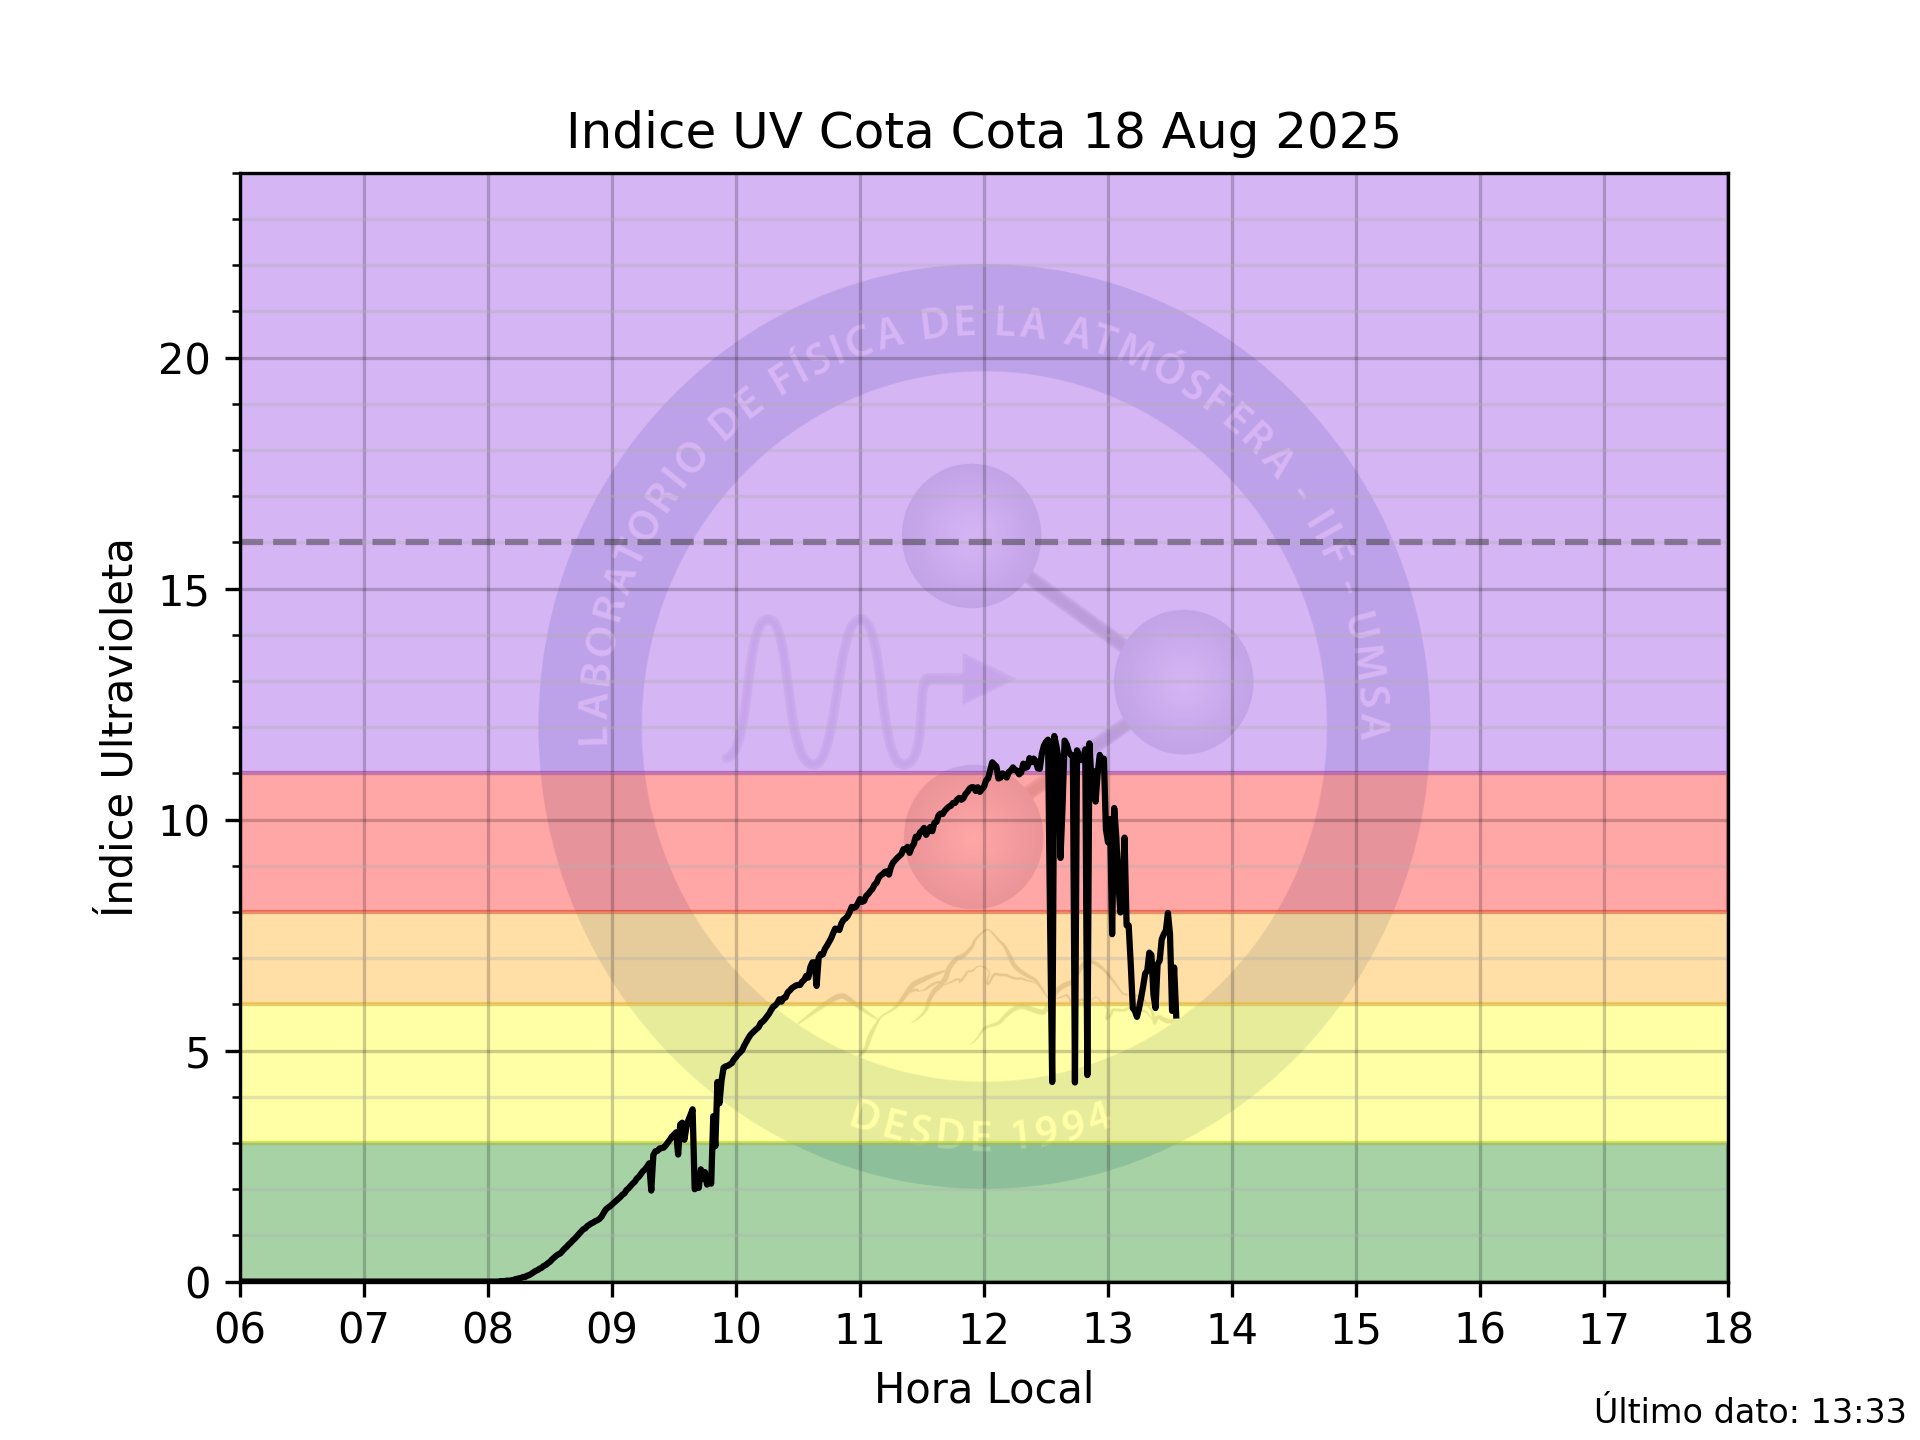 Indice UV Cota Cota 18 Aug 2025
Índice Ultravioleta
20
15
10
5
0
LABORATORIO DE FÍSICA DE LA ATMÓSFERA - IIF - UMSA
DESDE 1994
06 07 08 09 10 11 12 13 14 15 16 17 18
Hora Local
Último dato: 13:33